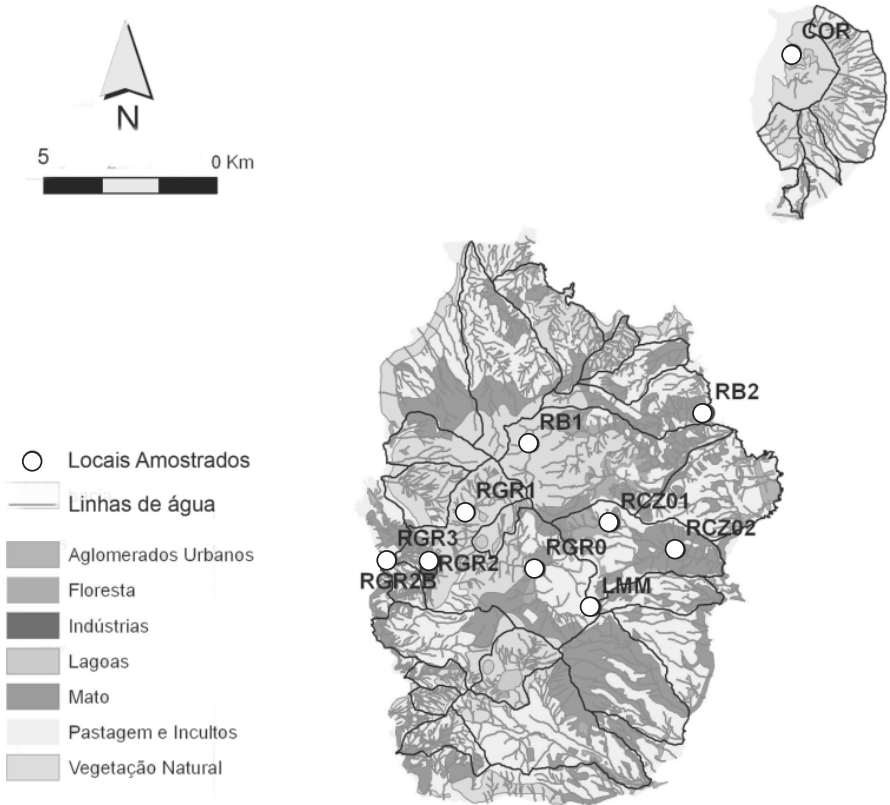 COR
N
5
0 Km
RB2
RB1
RGR1
RCZ01
RCZ02
RGR3
RGR2
RGR0
RGR2B
LMM
Locais Amostrados
Linhas de água
Aglomerados Urbanos
Floresta
Indústrias
Lagoas
Mato
Pastagem e Incultos
Vegetação Natural